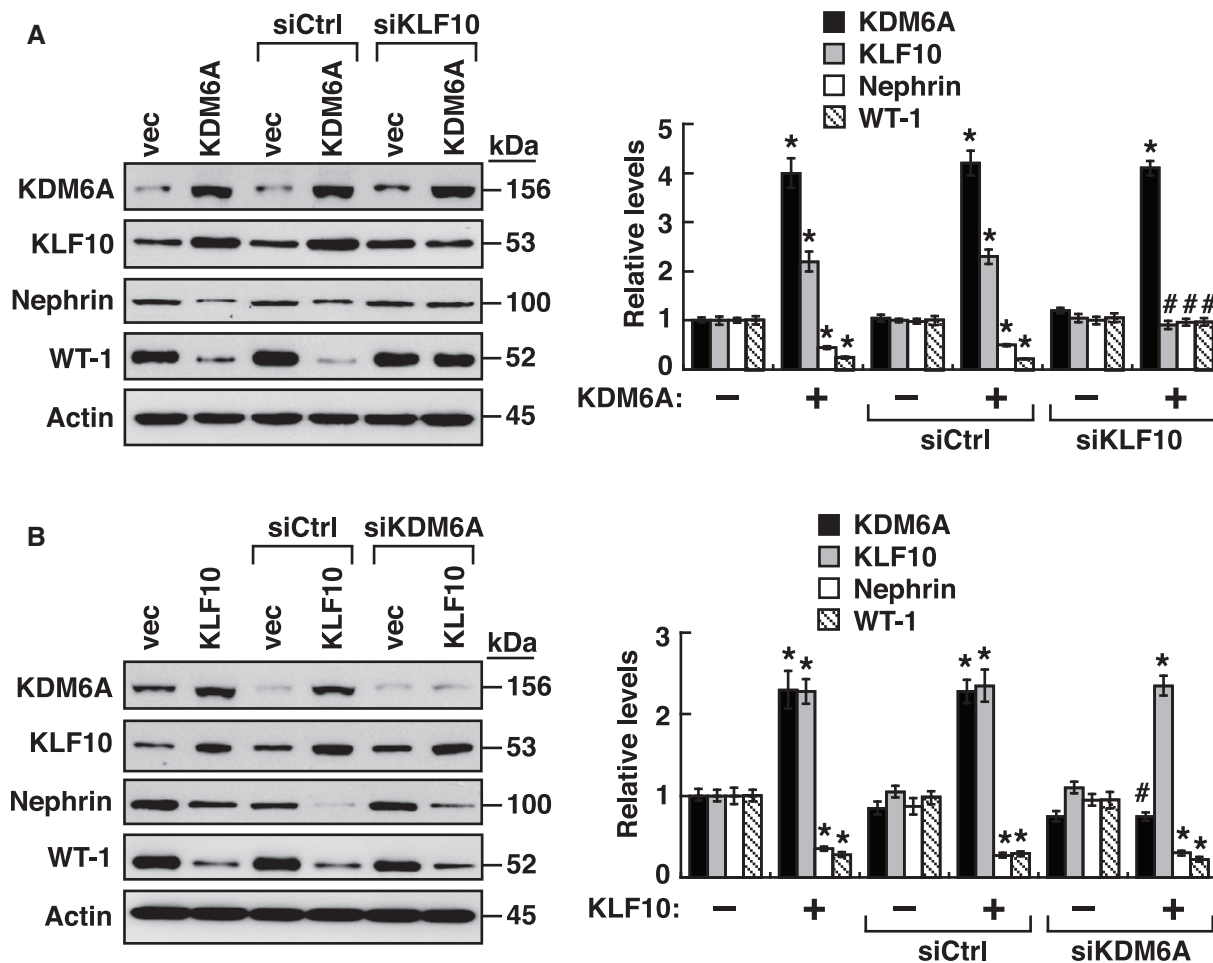 A
siCtrl
siKLF10
vec
KDM6A
vec
KDM6A
vec
KDM6A
kDa
KDM6A
156
KLF10
53
Nephrin
100
WT-1
52
Actin
45
KDM6A
KLF10
Nephrin
WT-1
Relative levels
5
4
3
2
1
0
* * * *
* * * *
* # # #
KDM6A: − + − + − +
siCtrl
siKLF10
B
siCtrl
siKDM6A
vec
KLF10
vec
KLF10
vec
KLF10
kDa
KDM6A
156
KLF10
53
Nephrin
100
WT-1
52
Actin
45
KDM6A
KLF10
Nephrin
WT-1
Relative levels
3
2
1
0
* * * *
* * * *
# * * *
KLF10: − + − + − +
siCtrl
siKDM6A